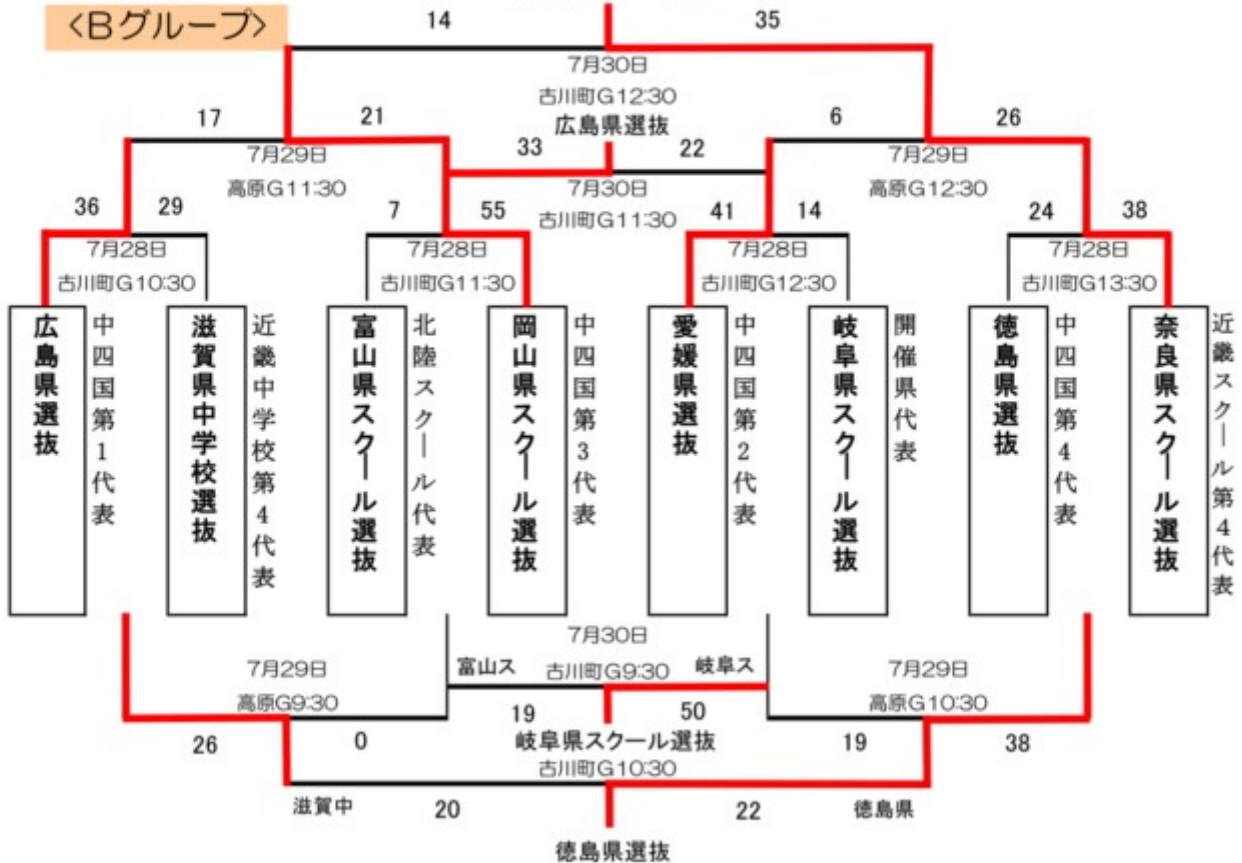 <Bグループ>
14
35
7月30日
古川町G12:30
広島県選抜
17
21
6
26
7月29日
高原G11:30
33
22
7月29日
高原G12:30
7月30日
古川町G11:30
36
29
7
55
41
14
24
38
7月28日
古川町G10:30
7月28日
古川町G11:30
7月28日
古川町G12:30
7月28日
古川町G13:30
広島県選抜
中四国第1代表
滋賀県中学校選抜
近畿中学校第4代表
富山県スクール選抜
北陸スクール代表
岡山県スクール選抜
中四国第3代表
愛媛県選抜
中四国第2代表
岐阜県スクール選抜
開催県代表
徳島県選抜
中四国第4代表
奈良県スクール選抜
近畿スクール第4代表
7月30日
古川町G9:30
富山ス
岐阜ス
7月29日
高原G9:30
7月29日
高原G10:30
19
50
26
0
岐阜県スクール選抜
19
38
古川町G10:30
滋賀中
20
22
徳島県
徳島県選抜